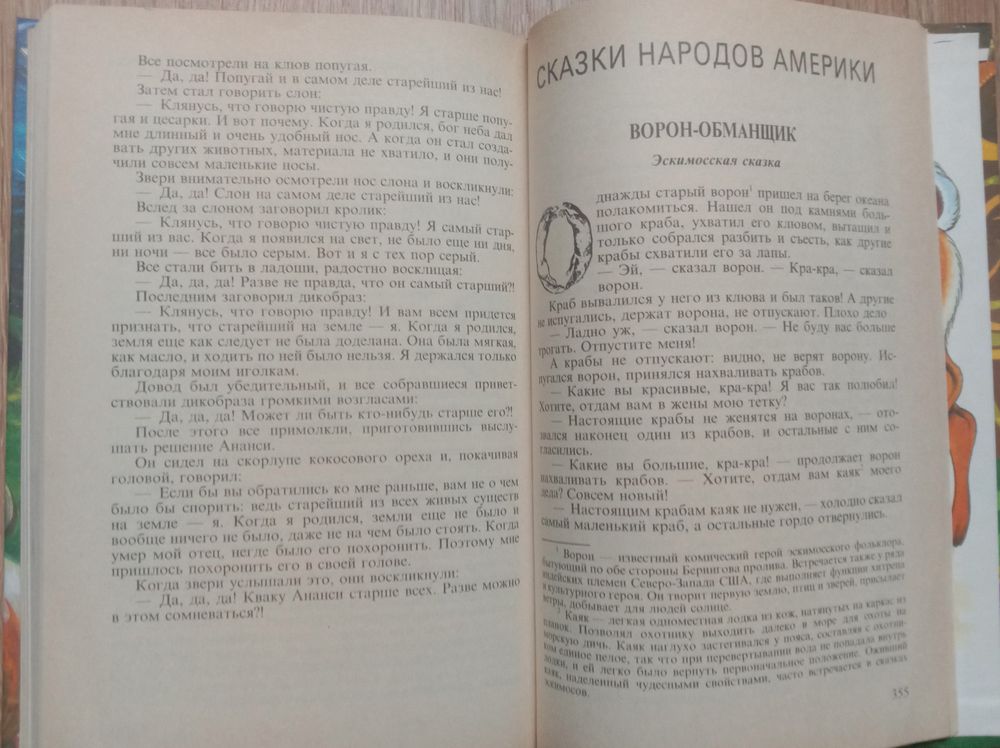 Все посмотрели на клюв попугая.
— Да, да! Попугай и в самом деле старейший из нас!
Затем стал говорить слон:
— Клянусь, что говорю чистую правду! Я старше попу-
гая и цесарки. И вот почему. Когда я родился, бог неба дал
мне длинный и очень удобный нос. А когда он стал созда-
вать других животных, материала не хватило, и они полу-
чили совсем маленькие носы.
Звери внимательно осмотрели нос слона и воскликнули:
— Да, да! Слон на самом деле старейший из нас!
Вслед за слоном заговорил кролик:
— Клянусь, что говорю чистую правду! Я самый стар-
ший из вас. Когда я появился на свет, не было еще ни дня,
ни ночи — все было серым. Вот и я с тех пор серый.
Все стали бить в ладоши, радостно восклицая:
— Да, да, да! Разве не правда, что он самый старший?!
Последним заговорил дикобраз:
— Клянусь, что говорю правду! И вам всем придется
признать, что старейший на земле — я. Когда я родился,
земля еще как следует не была доделана. Она была мягкая,
как масло, и ходить по ней было нельзя. Я держался только
благодаря моим иголкам.
Довод был убедительный, и все собравшиеся приветс-
твовали дикобраза громкими возгласами:
— Да, да, да! Может ли быть кто-нибудь старше его?!
После этого все примолкли, приготовившись выслу-
шать решение Ананси.
Он сидел на скорлупе кокосового ореха и, покачивая
головой, говорил:
— Если бы вы обратились ко мне раньше, вам не о чем
было бы спорить: ведь старейший из всех живых существ
на земле — я. Когда я родился, земли еще не было и
вообще ничего не было, даже не на чем было стоять. Когда
умер мой отец, негде было его похоронить. Поэтому мне
пришлось похоронить его в своей голове.
Когда звери услышали это, они воскликнули:
— Да, да, да! Кваку Ананси старше всех. Разве можно
в этом сомневаться?!
СКАЗКИ НАРОДОВ АМЕРИКИ
ВОРОН-ОБМАНЩИК
Эскимосская сказка
Однажды старый ворон¹ пришел на берег океана
полакомиться. Нашел он под камнями боль-
шого краба, ухватил его клювом, вытащил и
только собрался разбить и съесть, как другие
крабы схватили его за лапы.
— Эй, — сказал ворон. — Кра-кра, — сказал
ворон.
Краб вывалился у него из клюва и был таков! А другие
не испугались, держат ворона, не отпускают. Плохо дело
— Ладно уж, — сказал ворон. — Не буду вас больше
трогать. Отпустите меня!
А крабы не отпускают: видно, не верят ворону. Ис-
пугался ворон, принялся нахваливать крабов.
— Какие вы красивые, кра-кра! Я вас так полюбил!
Хотите, отдам вам в жены мою тетку?
— Настоящие крабы не женятся на воронах, — ото-
звался наконец один из крабов, и остальные с ним со-
гласились.
— Какие вы большие, кра-кра! — продолжает ворон
нахваливать крабов. — Хотите, отдам вам каяк² моего
деда? Совсем новый!
— Настоящим крабам каяк не нужен, — холодно сказал
самый маленький краб, а остальные гордо отвернулись.
¹ Ворон — известный комический герой эскимосского фольклора,
бытующий по обе стороны Берингова пролива. Встречается также у ряда
индейских племен Северо-Запада США, где выполняет функции хитреца
и культурного героя. Он творит первую землю, птиц и зверей, присылает
ветры, добывает для людей солнце.
² Каяк — легкая одноместная лодка из кож, натянутых на каркас из
планок. Позволял охотнику выходить далеко в море для охоты на
морскую дичь. Каяк наглухо застегивался у пояса, составляя с охотни-
ком единое целое, так что при перевертывании вода не попадала внутрь
лодки, и ей легко было вернуть первоначальное положение. Оживший
каяк, наделенный чудесными свойствами, часто встречается в сказках
эскимосов.
355